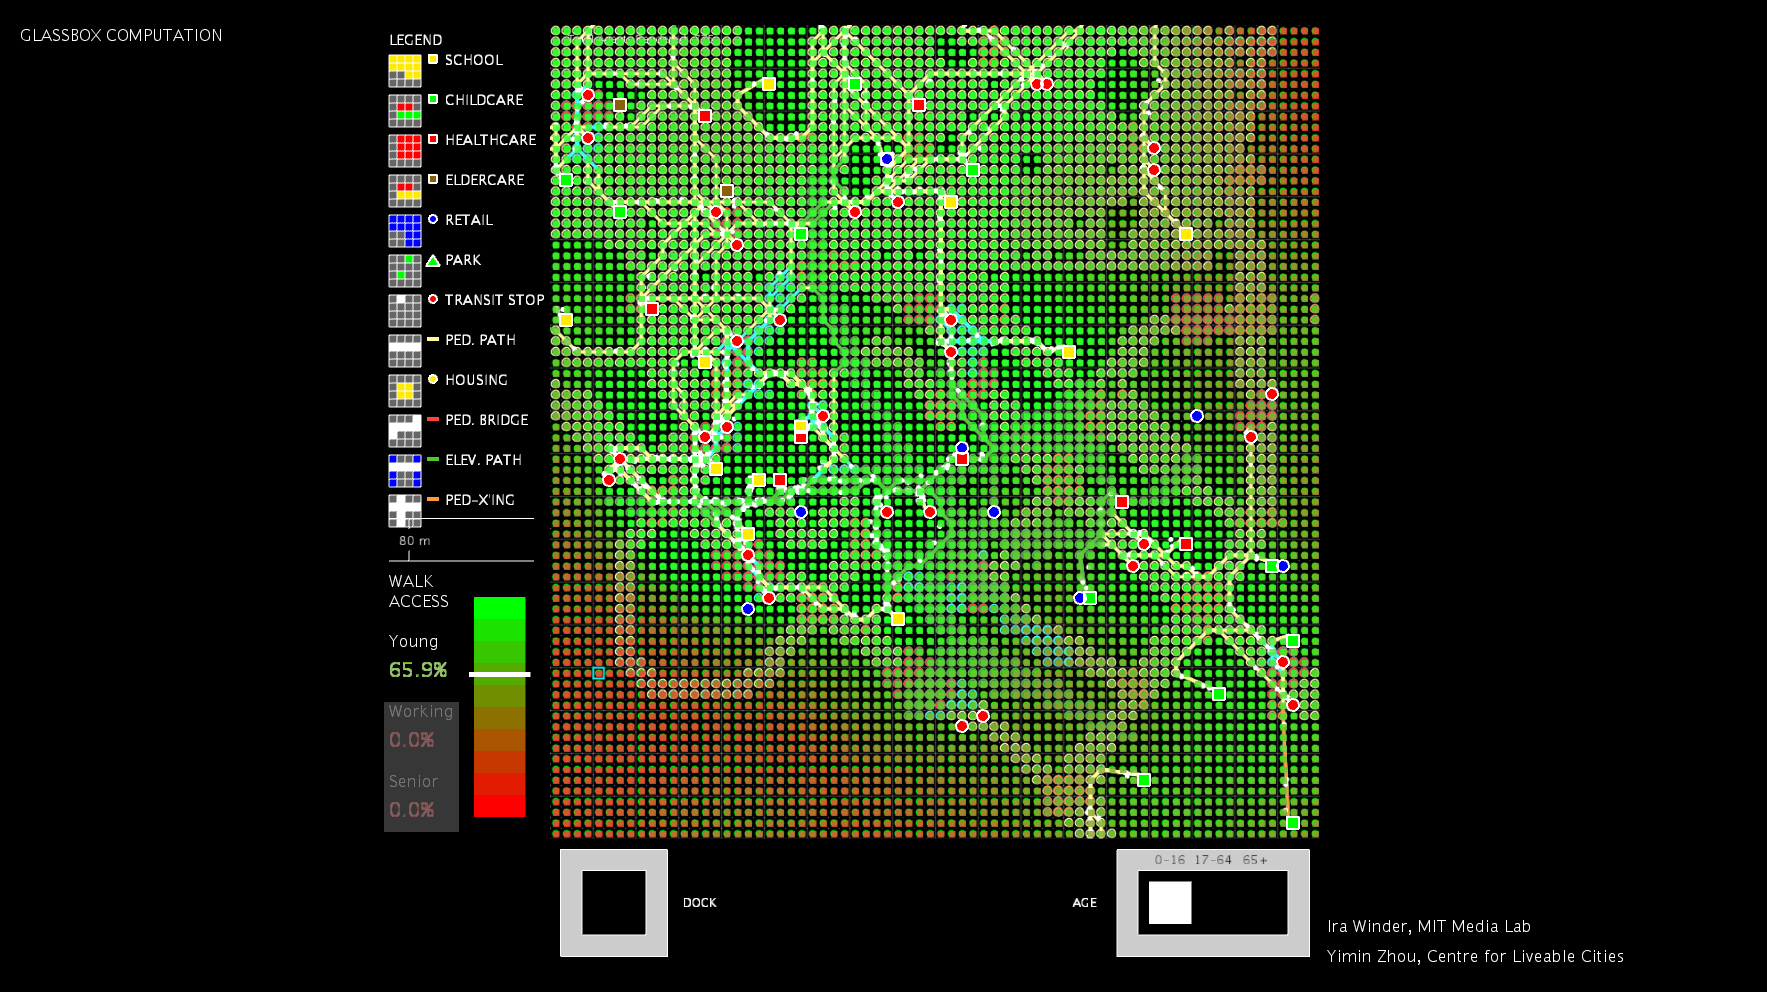 GLASSBOX COMPUTATION
LEGEND
SCHOOL
CHILDCARE
HEALTHCARE
ELDERCARE
RETAIL
PARK
TRANSIT STOP
PED. PATH
HOUSING
PED. BRIDGE
ELEV. PATH
PED-X'ING
80 m
WALK
ACCESS
Young
65.9%
Working
0.0%
Senior
0.0%
DOCK
AGE
0-16 17-64 65+
Ira Winder, MIT Media Lab
Yimin Zhou, Centre for Liveable Cities